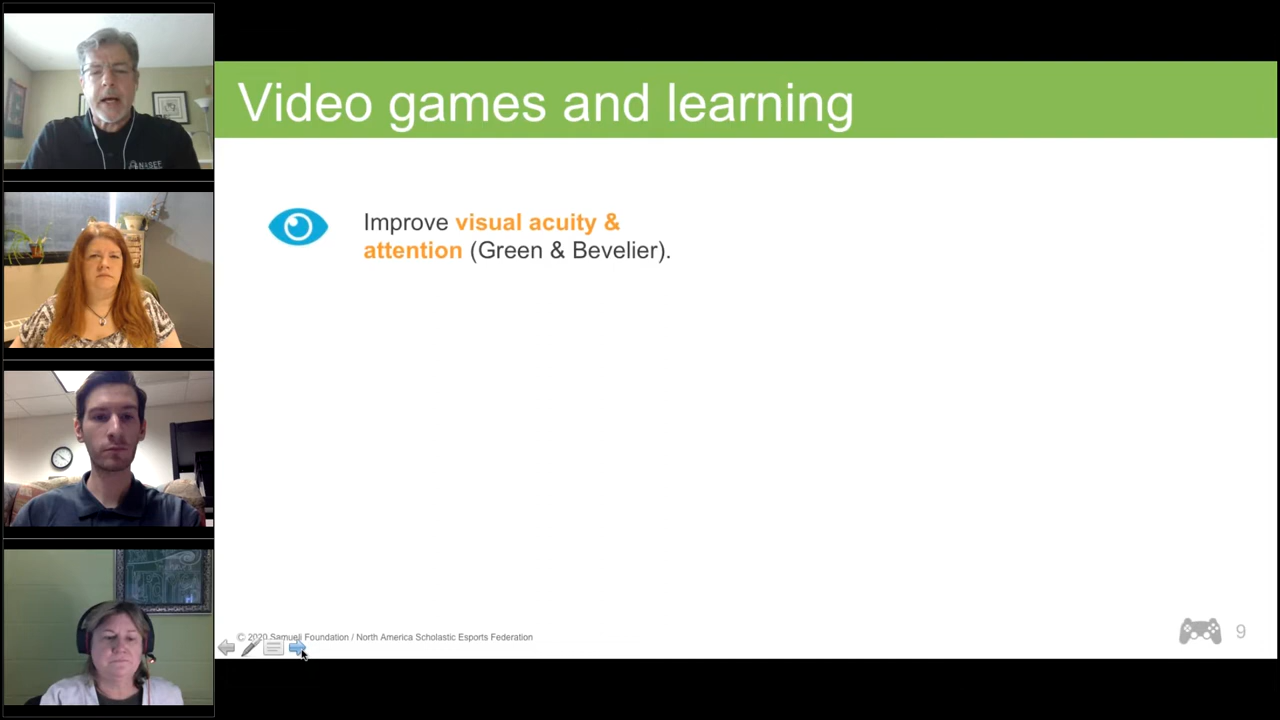 NASEF
Video games and learning
Improve visual acuity &
attention (Green & Bevelier).
© 2020 Samueli Foundation / North America Scholastic Esports Federation
9